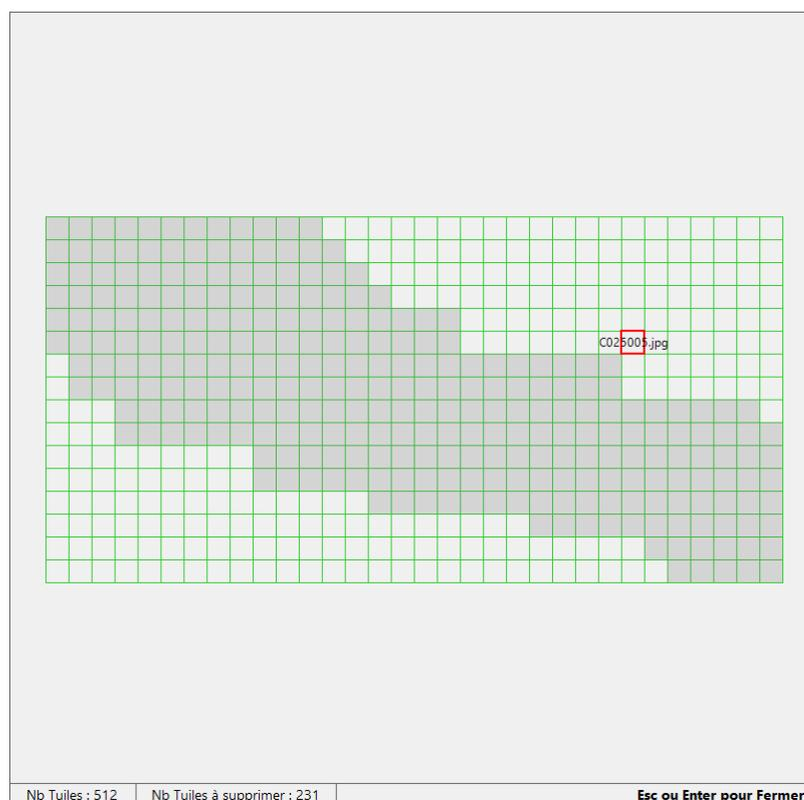 C025005.jpg
Nb Tuiles : 512 Nb Tuiles à supprimer : 231 Esc ou Enter pour Fermer